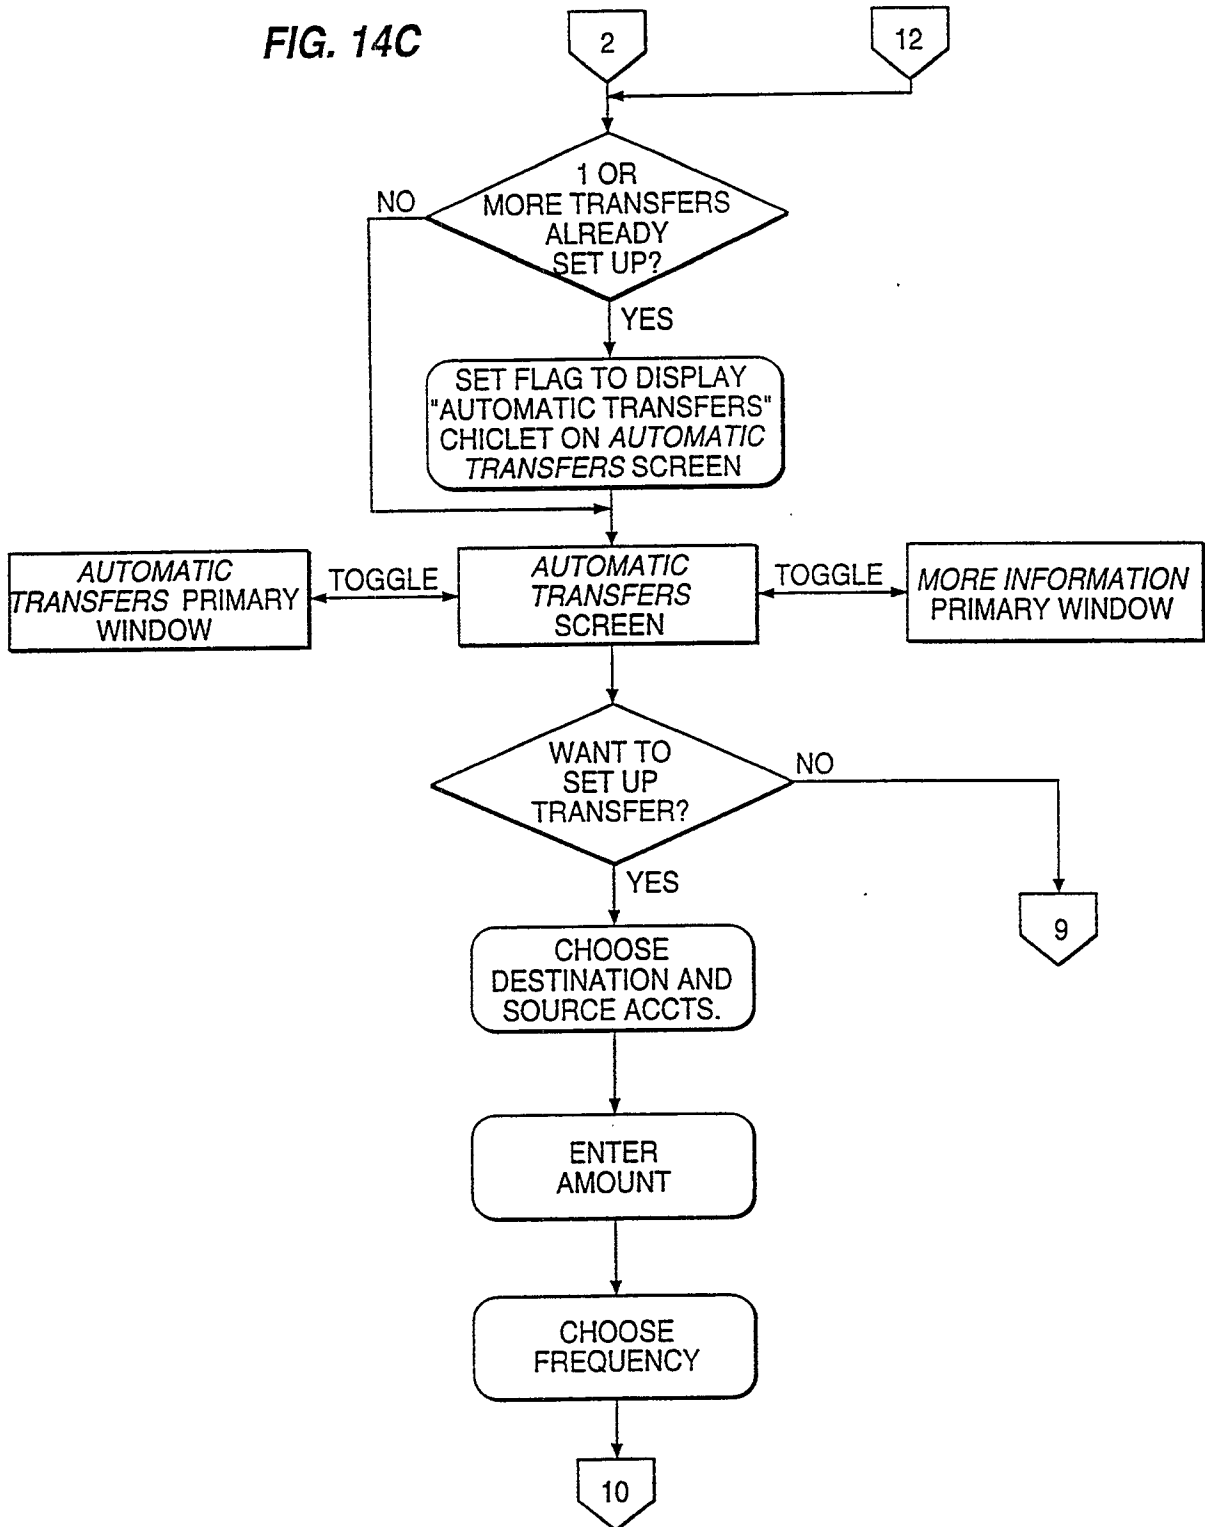 FIG. 14C
2
12
1 OR
MORE TRANSFERS
ALREADY
SET UP?
NO
YES
SET FLAG TO DISPLAY
"AUTOMATIC TRANSFERS"
CHICLET ON AUTOMATIC
TRANSFERS SCREEN
AUTOMATIC
TRANSFERS PRIMARY
WINDOW
TOGGLE
AUTOMATIC
TRANSFERS
SCREEN
TOGGLE
MORE INFORMATION
PRIMARY WINDOW
WANT TO
SET UP
TRANSFER?
NO
YES
9
CHOOSE
DESTINATION AND
SOURCE ACCTS.
ENTER
AMOUNT
CHOOSE
FREQUENCY
10